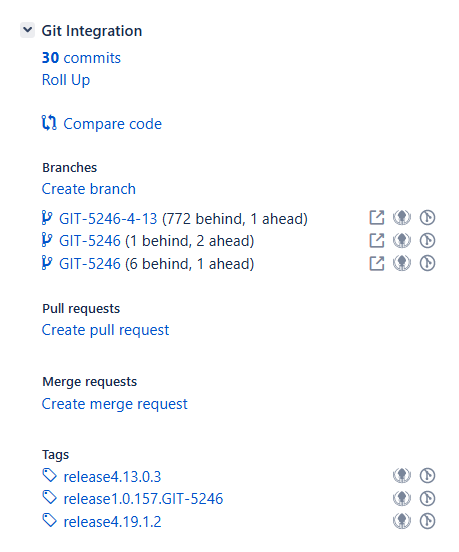 Git Integration
30 commits
Roll Up
Compare code
Branches
Create branch
GIT-5246-4-13 (772 behind, 1 ahead)
GIT-5246 (1 behind, 2 ahead)
GIT-5246 (6 behind, 1 ahead)
Pull requests
Create pull request
Merge requests
Create merge request
Tags
release4.13.0.3
release1.0.157.GIT-5246
release4.19.1.2